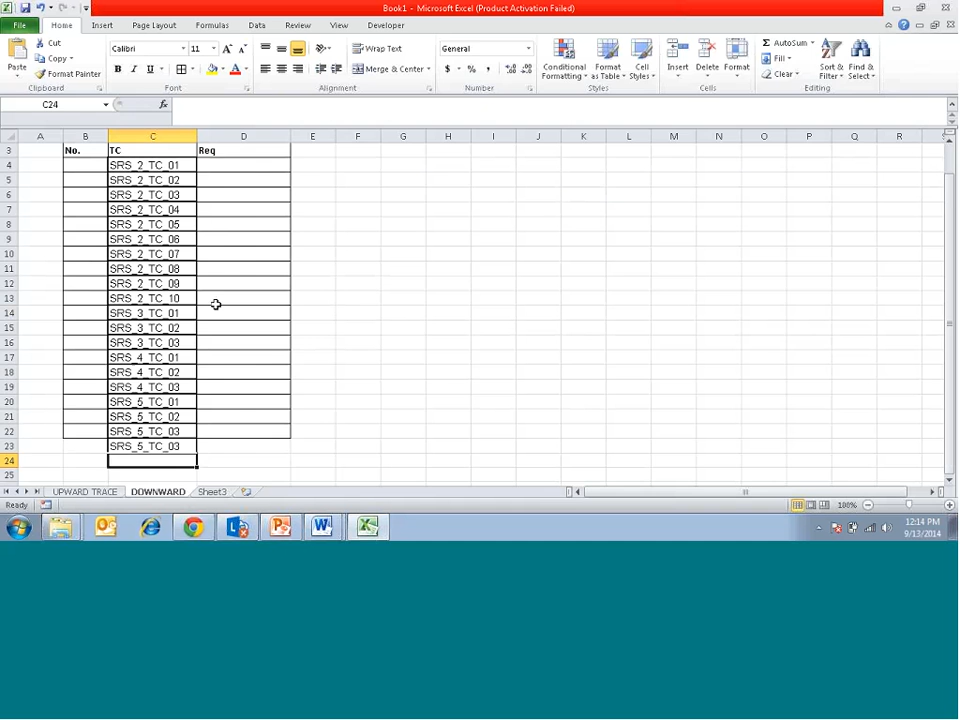 Book1 - Microsoft Excel (Product Activation Failed)
File Home Insert Page Layout Formulas Data Review View Developer
Paste Cut Copy Format Painter Clipboard
Calibri 11 A A B I U A Font
Wrap Text Merge & Center Alignment
General $ % , Number
Conditional Formatting Format as Table Cell Styles Styles
Insert Delete Format Cells
AutoSum Fill Clear Sort & Filter Find & Select Editing
C24 fx
A B C D E F G H I J K L M N O P Q R
3 No. TC Req
4 SRS_2_TC_01
5 SRS_2_TC_02
6 SRS_2_TC_03
7 SRS_2_TC_04
8 SRS_2_TC_05
9 SRS_2_TC_06
10 SRS_2_TC_07
11 SRS_2_TC_08
12 SRS_2_TC_09
13 SRS_2_TC_10
14 SRS_3_TC_01
15 SRS_3_TC_02
16 SRS_3_TC_03
17 SRS_4_TC_01
18 SRS_4_TC_02
19 SRS_4_TC_03
20 SRS_5_TC_01
21 SRS_5_TC_02
22 SRS_5_TC_03
23 SRS_5_TC_03
24
25
UPWARD TRACE DOWNWARD Sheet3
Ready 100%
12:14 PM
9/13/2014